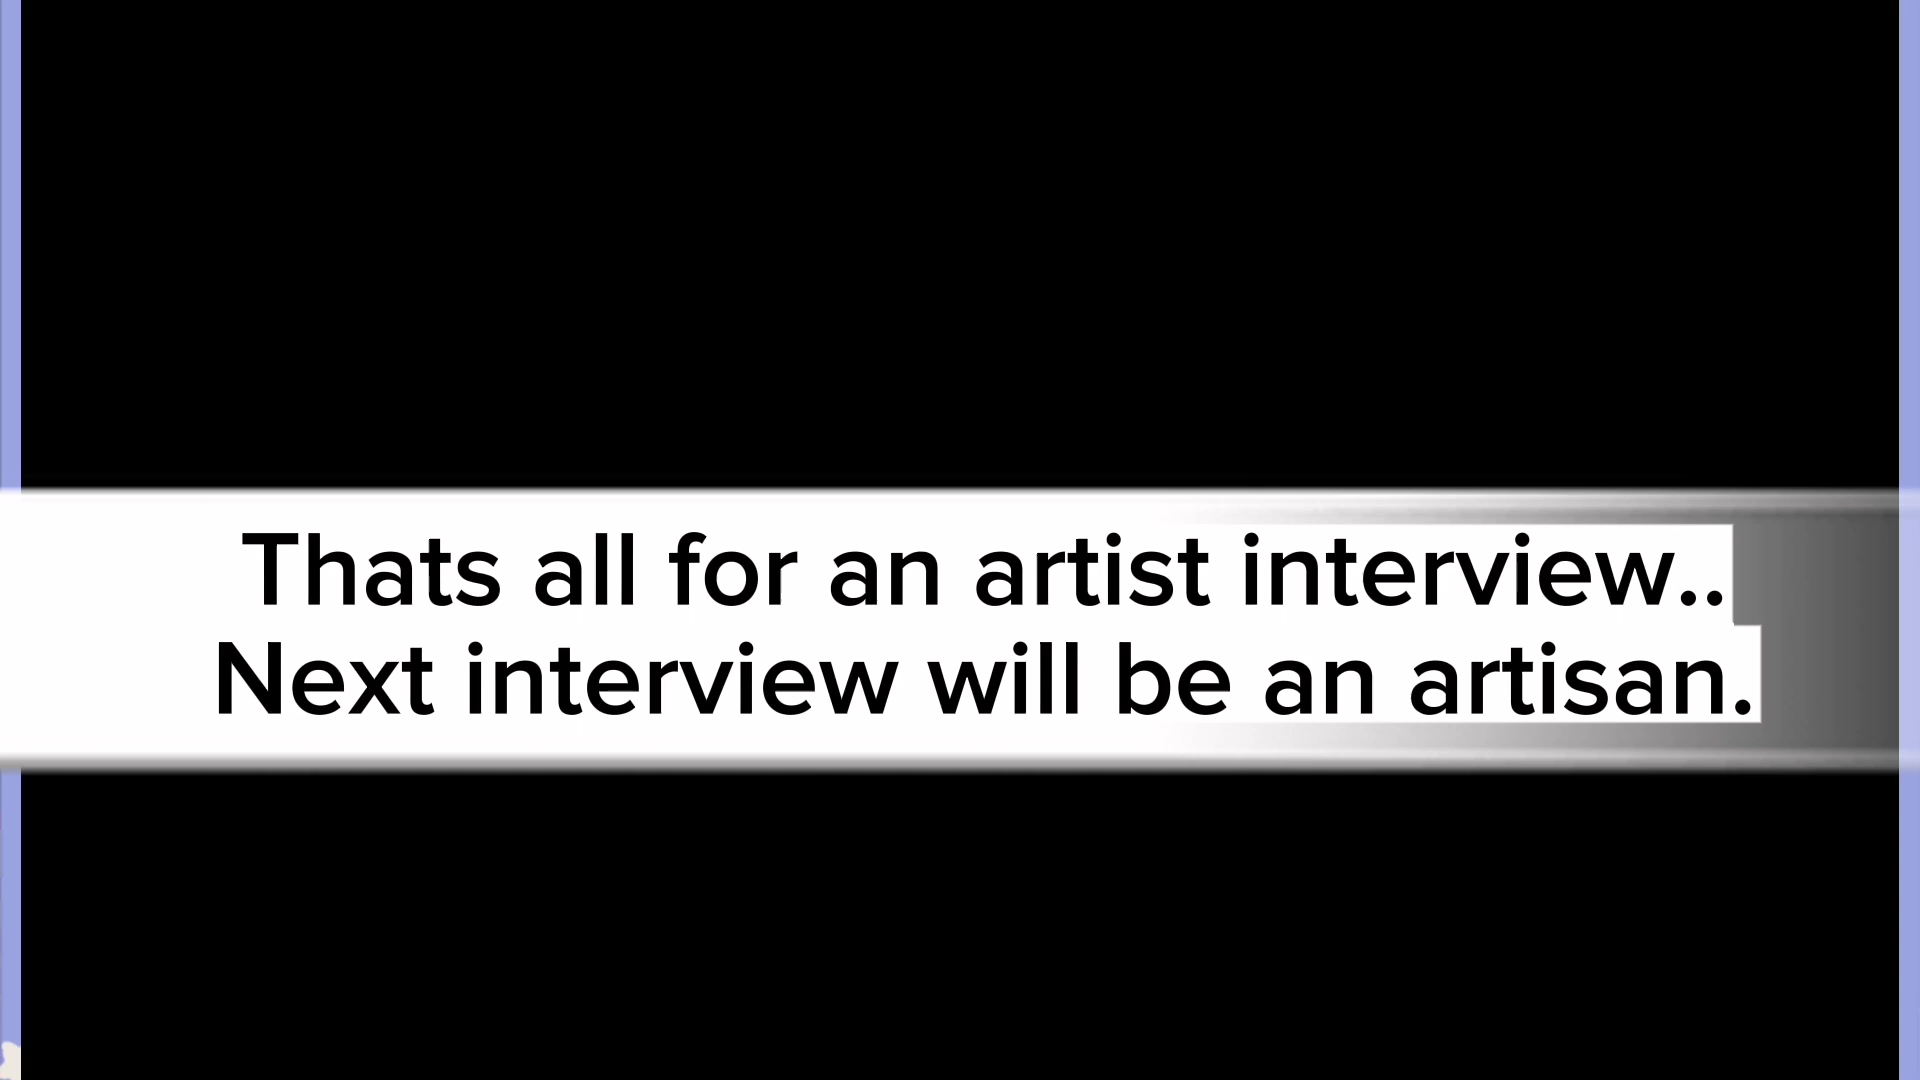 Thats all for an artist interview..
Next interview will be an artisan.